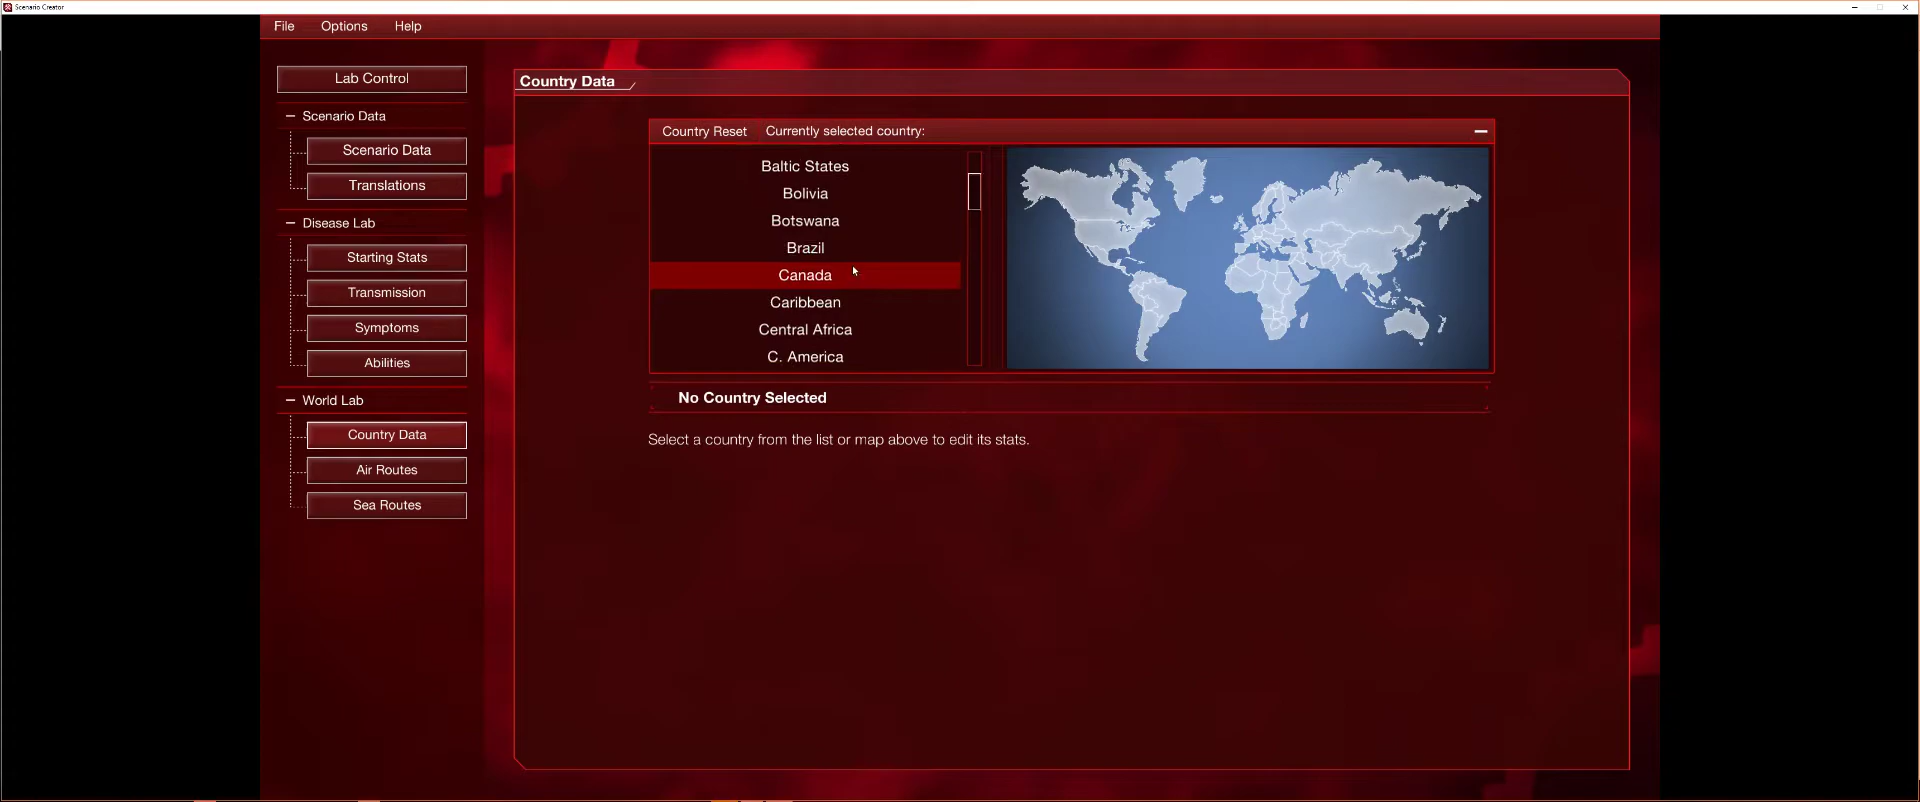 Scenario Creator
File Options Help
Lab Control
Scenario Data
Scenario Data
Translations
Disease Lab
Starting Stats
Transmission
Symptoms
Abilities
World Lab
Country Data
Air Routes
Sea Routes
Country Data
Country Reset Currently selected country:
Baltic States
Bolivia
Botswana
Brazil
Canada
Caribbean
Central Africa
C. America
No Country Selected
Select a country from the list or map above to edit its stats.